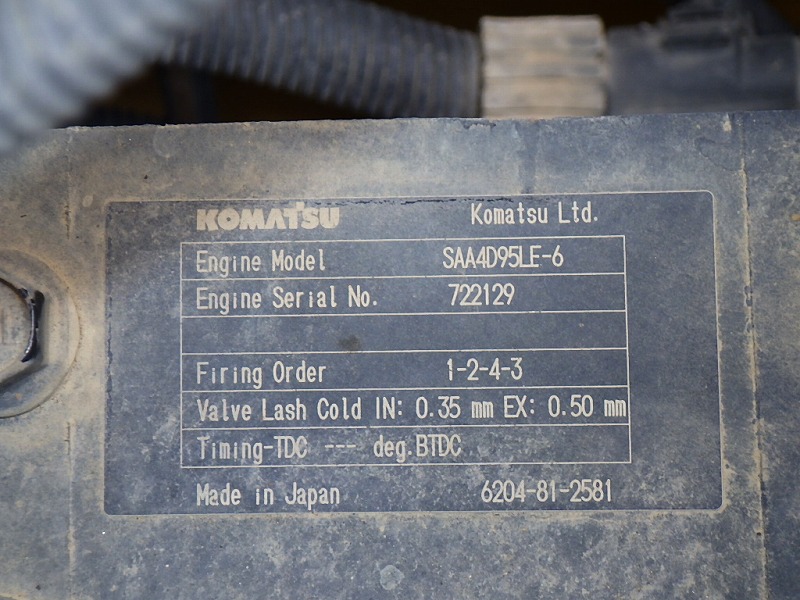 KOMATSU Komatsu Ltd.
Engine Model SAA4D95LE-6
Engine Serial No. 722129
Firing Order 1-2-4-3
Valve Lash Cold IN: 0.35 mm EX: 0.50 mm
Timing-TDC --- deg.BTDC
Made in Japan 6204-81-2581